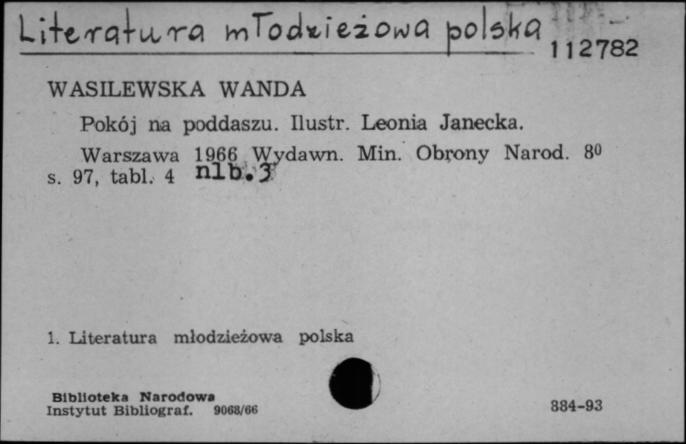 Literatura młodzieżowa polska
112782
WASILEWSKA WANDA
Pokój na poddaszu. Ilustr. Leonia Janecka.
Warszawa 1966 Wydawn. Min. Obrony Narod. 8⁰
s. 97, tabl. 4 nlb. 3
1. Literatura młodzieżowa polska
Biblioteka Narodowa
Instytut Bibliograf. 9068/66
884-93